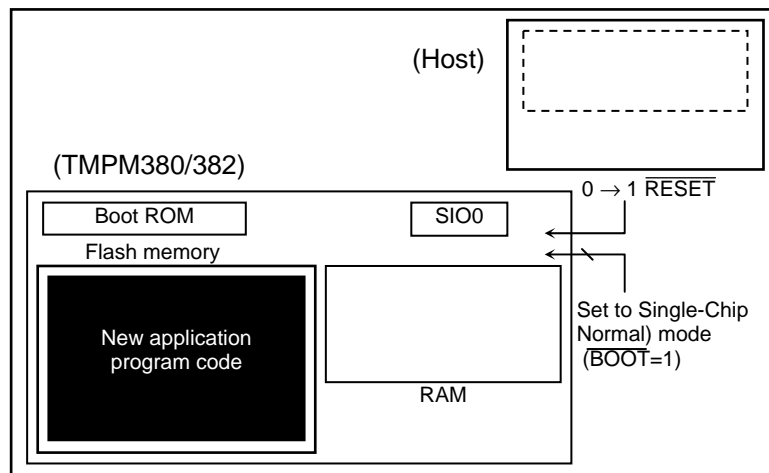 (Host)
(TMPM380/382)
0 → 1 RESET
Boot ROM
SIO0
Flash memory
New application
program code
Set to Single-Chip
Normal) mode
(BOOT=1)
RAM